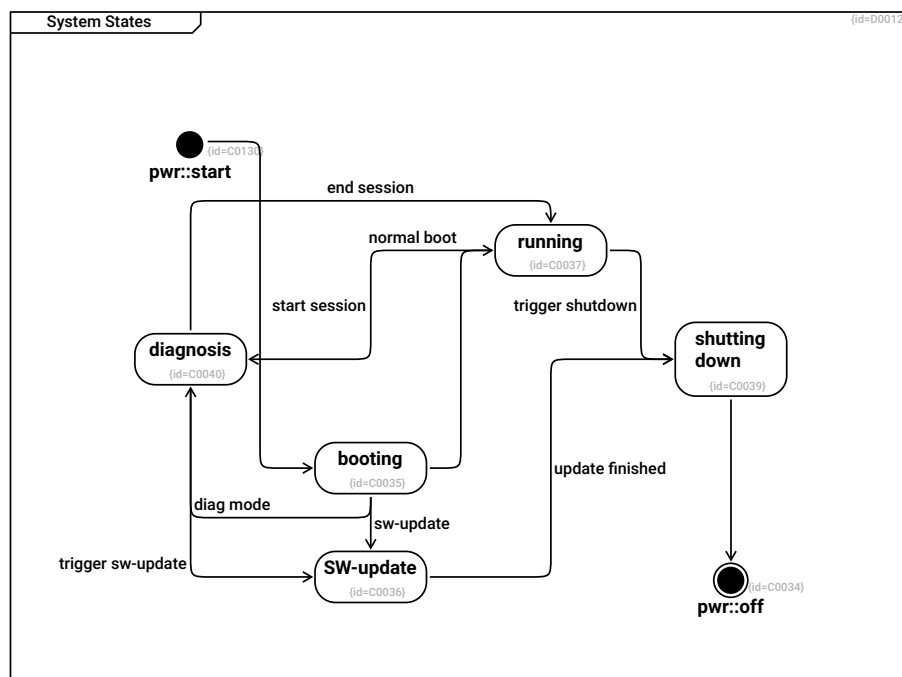 System States
{id=D0012
{id=C0130}
pwr::start
end session
normal boot
running
{id=C0037}
start session
trigger shutdown
diagnosis
{id=C0040}
shutting
down
{id=C0039}
booting
{id=C0035}
update finished
diag mode
sw-update
trigger sw-update
SW-update
{id=C0036}
{id=C0034}
pwr::off